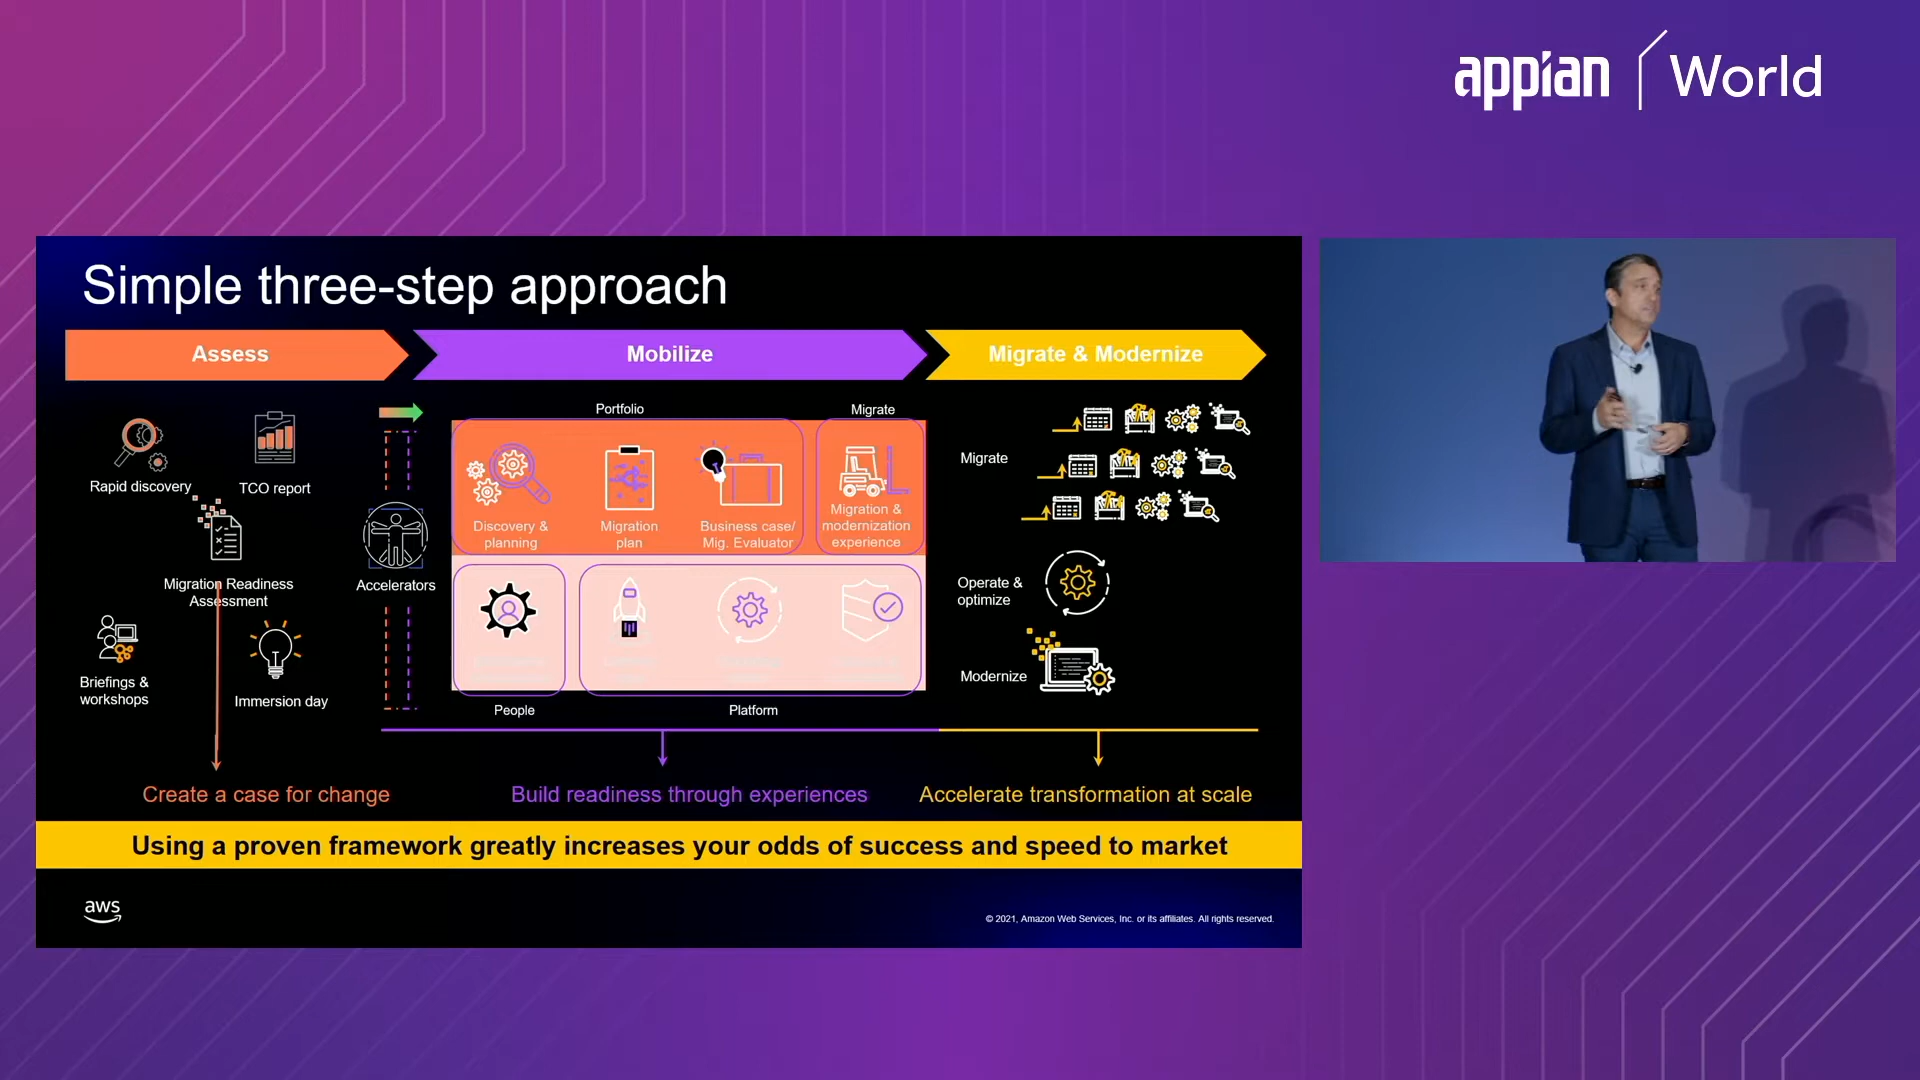 appian World
Simple three-step approach
Assess
Mobilize
Migrate & Modernize
Rapid discovery
TCO report
Migration Readiness
Assessment
Briefings &
workshops
Immersion day
Accelerators
Portfolio
Migrate
Discovery &
planning
Migration
plan
Business case/
Mig. Evaluator
Migration &
modernization
experience
People
Platform
Migrate
Operate &
optimize
Modernize
Create a case for change
Build readiness through experiences
Accelerate transformation at scale
Using a proven framework greatly increases your odds of success and speed to market
aws
© 2021, Amazon Web Services, Inc. or its affiliates. All rights reserved.